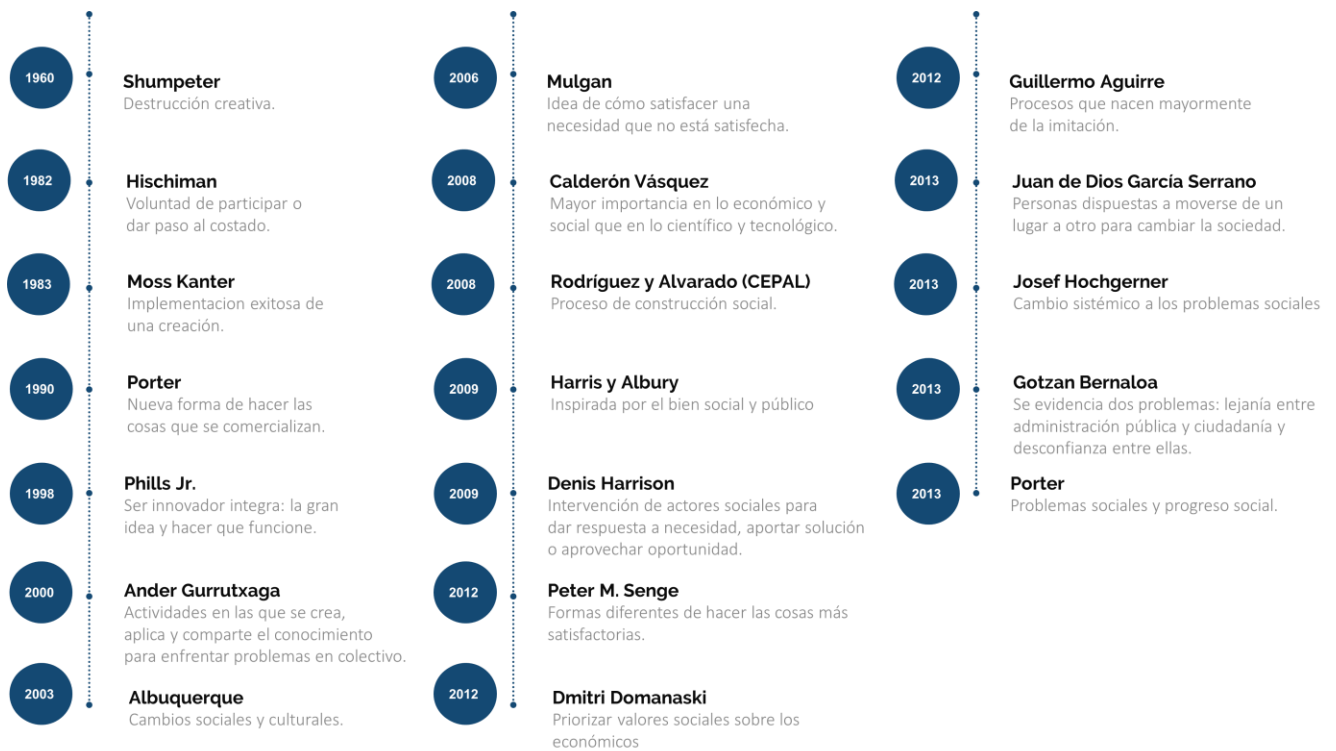 1960
Shumpeter
Destrucción creativa.
1982
Hischiman
Voluntad de participar o
dar paso al costado.
1983
Moss Kanter
Implementacion exitosa de
una creación.
1990
Porter
Nueva forma de hacer las
cosas que se comercializan.
1998
Phills Jr.
Ser innovador integra: la gran
idea y hacer que funcione.
2000
Ander Gurrutxaga
Actividades en las que se crea,
aplica y comparte el conocimiento
para enfrentar problemas en colectivo.
2003
Albuquerque
Cambios sociales y culturales.
2006
Mulgan
Idea de cómo satisfacer una
necesidad que no está satisfecha.
2008
Calderón Vásquez
Mayor importancia en lo económico y
social que en lo científico y tecnológico.
2008
Rodríguez y Alvarado (CEPAL)
Proceso de construcción social.
2009
Harris y Albury
Inspirada por el bien social y público
2009
Denis Harrison
Intervención de actores sociales para
dar respuesta a necesidad, aportar solución
o aprovechar oportunidad.
2012
Peter M. Senge
Formas diferentes de hacer las cosas más
satisfactorias.
2012
Dmitri Domanaski
Priorizar valores sociales sobre los
económicos
2012
Guillermo Aguirre
Procesos que nacen mayormente
de la imitación.
2013
Juan de Dios García Serrano
Personas dispuestas a moverse de un
lugar a otro para cambiar la sociedad.
2013
Josef Hochgerner
Cambio sistémico a los problemas sociales
2013
Gotzan Bernaloa
Se evidencia dos problemas: lejanía entre
administración pública y ciudadanía y
desconfianza entre ellas.
2013
Porter
Problemas sociales y progreso social.